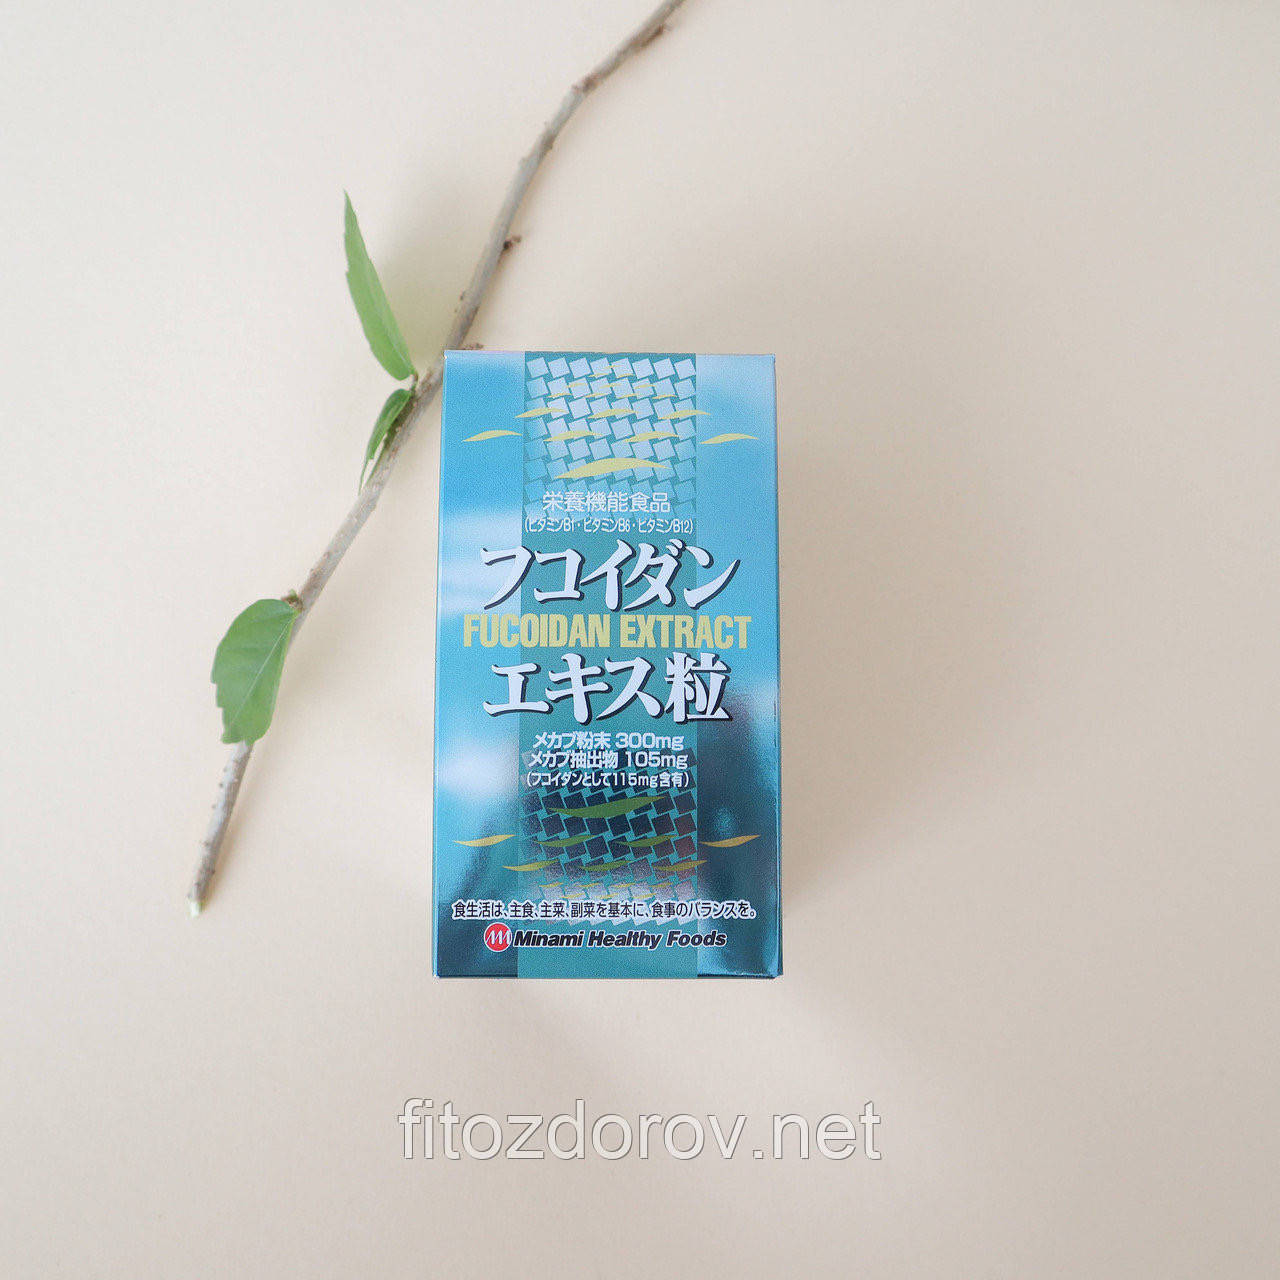 栄養機能食品
(ビタミンB1・ビタミンB6・ビタミンB12)
フコイダン
FUCOIDAN EXTRACT
エキス粒
メカブ粉末 300mg
メカブ抽出物 105mg
(フコイダンとして115mg含有)
食生活は、主食、主菜、副菜を基本に、食事のバランスを。
Minami Healthy Foods
fitozdorov.net